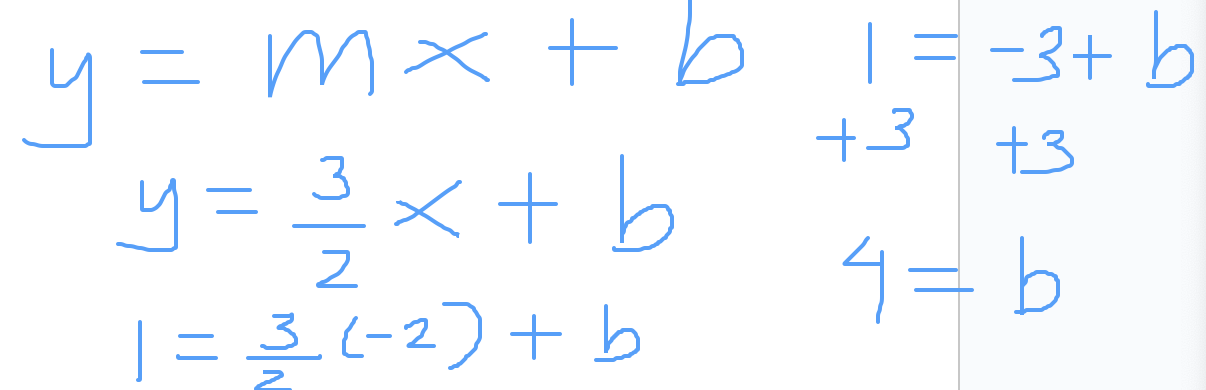 y = mx + b
y = 3/2 x + b
1 = 3/2 (-2) + b
1 = -3 + b
+3 +3
4 = b